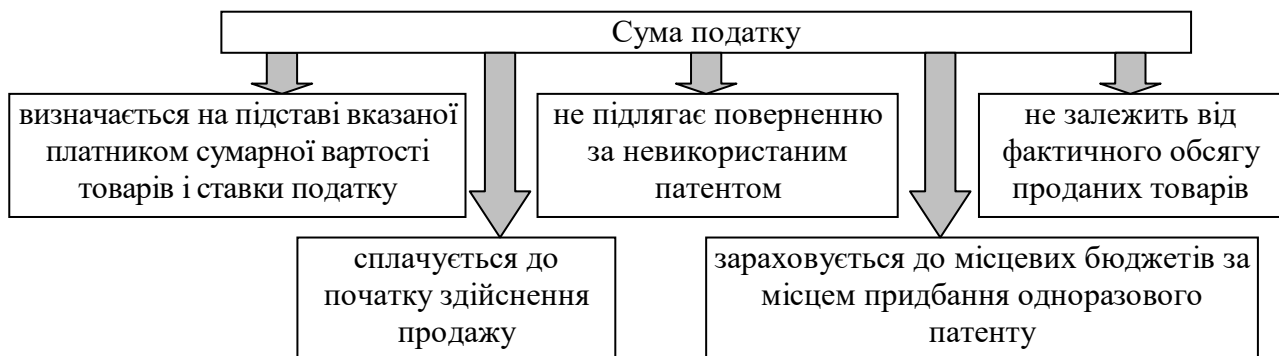 Сума податку
визначається на підставі вказаної
платником сумарної вартості
товарів і ставки податку
не підлягає поверненню
за невикористаним
патентом
не залежить від
фактичного обсягу
проданих товарів
сплачується до
початку здійснення
продажу
зараховується до місцевих бюджетів за
місцем придбання одноразового
патенту